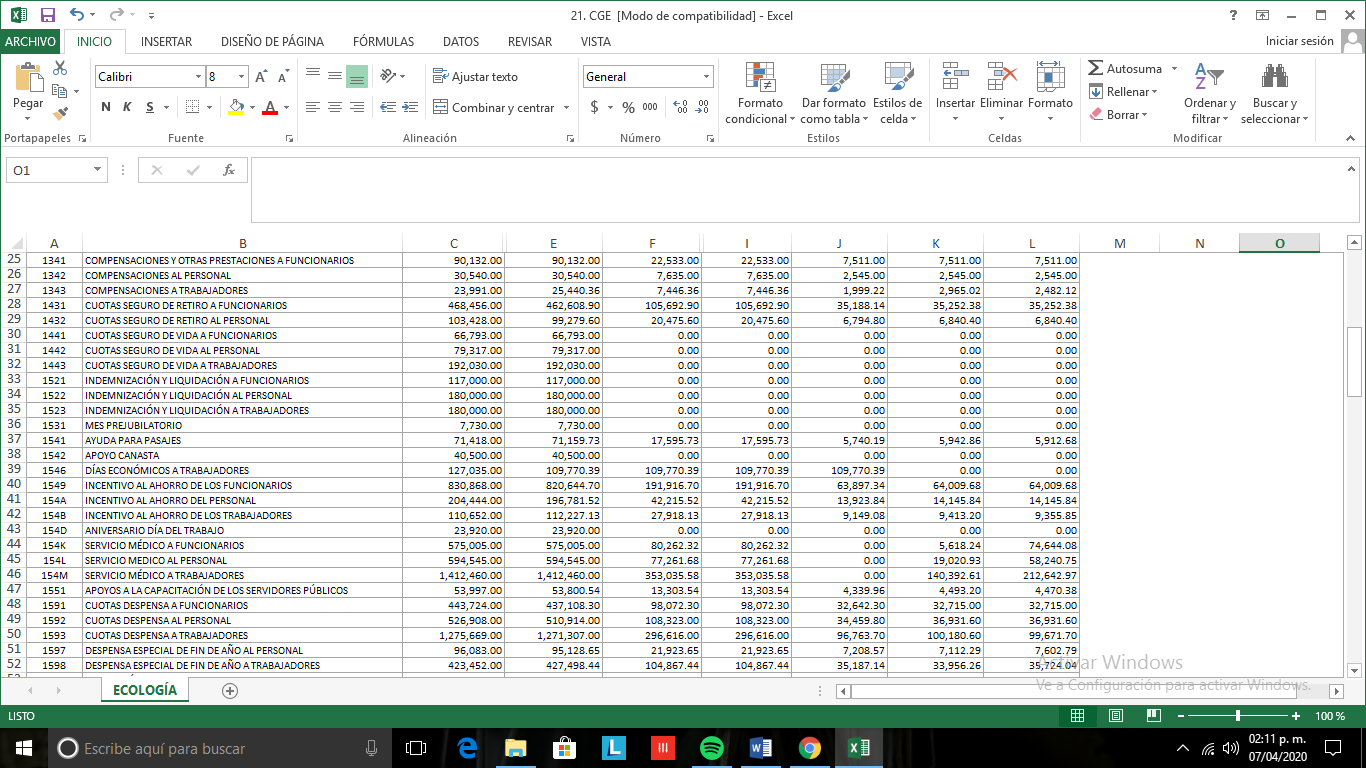 21. CGE [Modo de compatibilidad] - Excel
ARCHIVO INICIO INSERTAR DISEÑO DE PÁGINA FÓRMULAS DATOS REVISAR VISTA Iniciar sesión
Calibri 8 Ajustar texto General Autosuma
Pegar N K S Combinar y centrar $ % 000 Formato condicional Dar formato como tabla Estilos de celda Insertar Eliminar Formato Rellenar Borrar Ordenar y filtrar Buscar y seleccionar
Portapapeles Fuente Alineación Número Estilos Celdas Modificar
O1 fx
A B C E F I J K L M N O
25 1341 COMPENSACIONES Y OTRAS PRESTACIONES A FUNCIONARIOS 90,132.00 90,132.00 22,533.00 22,533.00 7,511.00 7,511.00 7,511.00
26 1342 COMPENSACIONES AL PERSONAL 30,540.00 30,540.00 7,635.00 7,635.00 2,545.00 2,545.00 2,545.00
27 1343 COMPENSACIONES A TRABAJADORES 23,991.00 25,440.36 7,446.36 7,446.36 1,999.22 2,965.02 2,482.12
28 1431 CUOTAS SEGURO DE RETIRO A FUNCIONARIOS 468,456.00 462,608.90 105,692.90 105,692.90 35,188.14 35,252.38 35,252.38
29 1432 CUOTAS SEGURO DE RETIRO AL PERSONAL 103,428.00 99,279.60 20,475.60 20,475.60 6,794.80 6,840.40 6,840.40
30 1441 CUOTAS SEGURO DE VIDA A FUNCIONARIOS 66,793.00 66,793.00 0.00 0.00 0.00 0.00 0.00
31 1442 CUOTAS SEGURO DE VIDA AL PERSONAL 79,317.00 79,317.00 0.00 0.00 0.00 0.00 0.00
32 1443 CUOTAS SEGURO DE VIDA A TRABAJADORES 192,030.00 192,030.00 0.00 0.00 0.00 0.00 0.00
33 1521 INDEMNIZACIÓN Y LIQUIDACIÓN A FUNCIONARIOS 117,000.00 117,000.00 0.00 0.00 0.00 0.00 0.00
34 1522 INDEMNIZACIÓN Y LIQUIDACIÓN AL PERSONAL 180,000.00 180,000.00 0.00 0.00 0.00 0.00 0.00
35 1523 INDEMNIZACIÓN Y LIQUIDACIÓN A TRABAJADORES 180,000.00 180,000.00 0.00 0.00 0.00 0.00 0.00
36 1531 MES PREJUBILATORIO 7,730.00 7,730.00 0.00 0.00 0.00 0.00 0.00
37 1541 AYUDA PARA PASAJES 71,418.00 71,159.73 17,595.73 17,595.73 5,740.19 5,942.86 5,912.68
38 1542 APOYO CANASTA 40,500.00 40,500.00 0.00 0.00 0.00 0.00 0.00
39 1546 DÍAS ECONÓMICOS A TRABAJADORES 127,035.00 109,770.39 109,770.39 109,770.39 109,770.39 0.00 0.00
40 1549 INCENTIVO AL AHORRO DE LOS FUNCIONARIOS 830,868.00 820,644.70 191,916.70 191,916.70 63,897.34 64,009.68 64,009.68
41 154A INCENTIVO AL AHORRO DEL PERSONAL 204,444.00 196,781.52 42,215.52 42,215.52 13,923.84 14,145.84 14,145.84
42 154B INCENTIVO AL AHORRO DE LOS TRABAJADORES 110,652.00 112,227.13 27,918.13 27,918.13 9,149.08 9,413.20 9,355.85
43 154D ANIVERSARIO DÍA DEL TRABAJO 23,920.00 23,920.00 0.00 0.00 0.00 0.00 0.00
44 154K SERVICIO MÉDICO A FUNCIONARIOS 575,005.00 575,005.00 80,262.32 80,262.32 0.00 5,618.24 74,644.08
45 154L SERVICIO MEDICO AL PERSONAL 594,545.00 594,545.00 77,261.68 77,261.68 0.00 19,020.93 58,240.75
46 154M SERVICIO MÉDICO A TRABAJADORES 1,412,460.00 1,412,460.00 353,035.58 353,035.58 0.00 140,392.61 212,642.97
47 1551 APOYOS A LA CAPACITACIÓN DE LOS SERVIDORES PÚBLICOS 53,997.00 53,800.54 13,303.54 13,303.54 4,339.96 4,493.20 4,470.38
48 1591 CUOTAS DESPENSA A FUNCIONARIOS 443,724.00 437,108.30 98,072.30 98,072.30 32,642.30 32,715.00 32,715.00
49 1592 CUOTAS DESPENSA AL PERSONAL 526,908.00 510,914.00 108,323.00 108,323.00 34,459.80 36,931.60 36,931.60
50 1593 CUOTAS DESPENSA A TRABAJADORES 1,275,669.00 1,271,307.00 296,616.00 296,616.00 96,763.70 100,180.60 99,671.70
51 1597 DESPENSA ESPECIAL DE FIN DE AÑO AL PERSONAL 96,083.00 95,128.65 21,923.65 21,923.65 7,208.57 7,112.29 7,602.79
52 1598 DESPENSA ESPECIAL DE FIN DE AÑO A TRABAJADORES 423,452.00 427,498.44 104,867.44 104,867.44 35,187.14 33,956.26 35,724.04
Activar Windows
Ve a Configuración para activar Windows.
ECOLOGÍA
LISTO 100 %
Escribe aquí para buscar 02:11 p. m.
07/04/2020